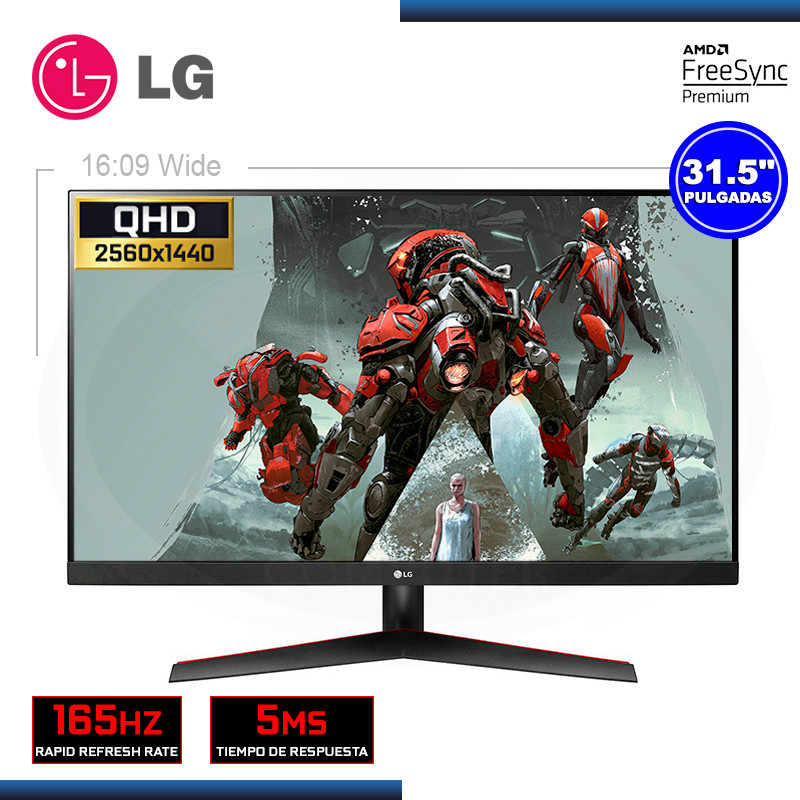 LG
AMD
FreeSync
Premium
16:09 Wide
31.5"
PULGADAS
QHD
2560x1440
LG
165HZ
RAPID REFRESH RATE
5MS
TIEMPO DE RESPUESTA